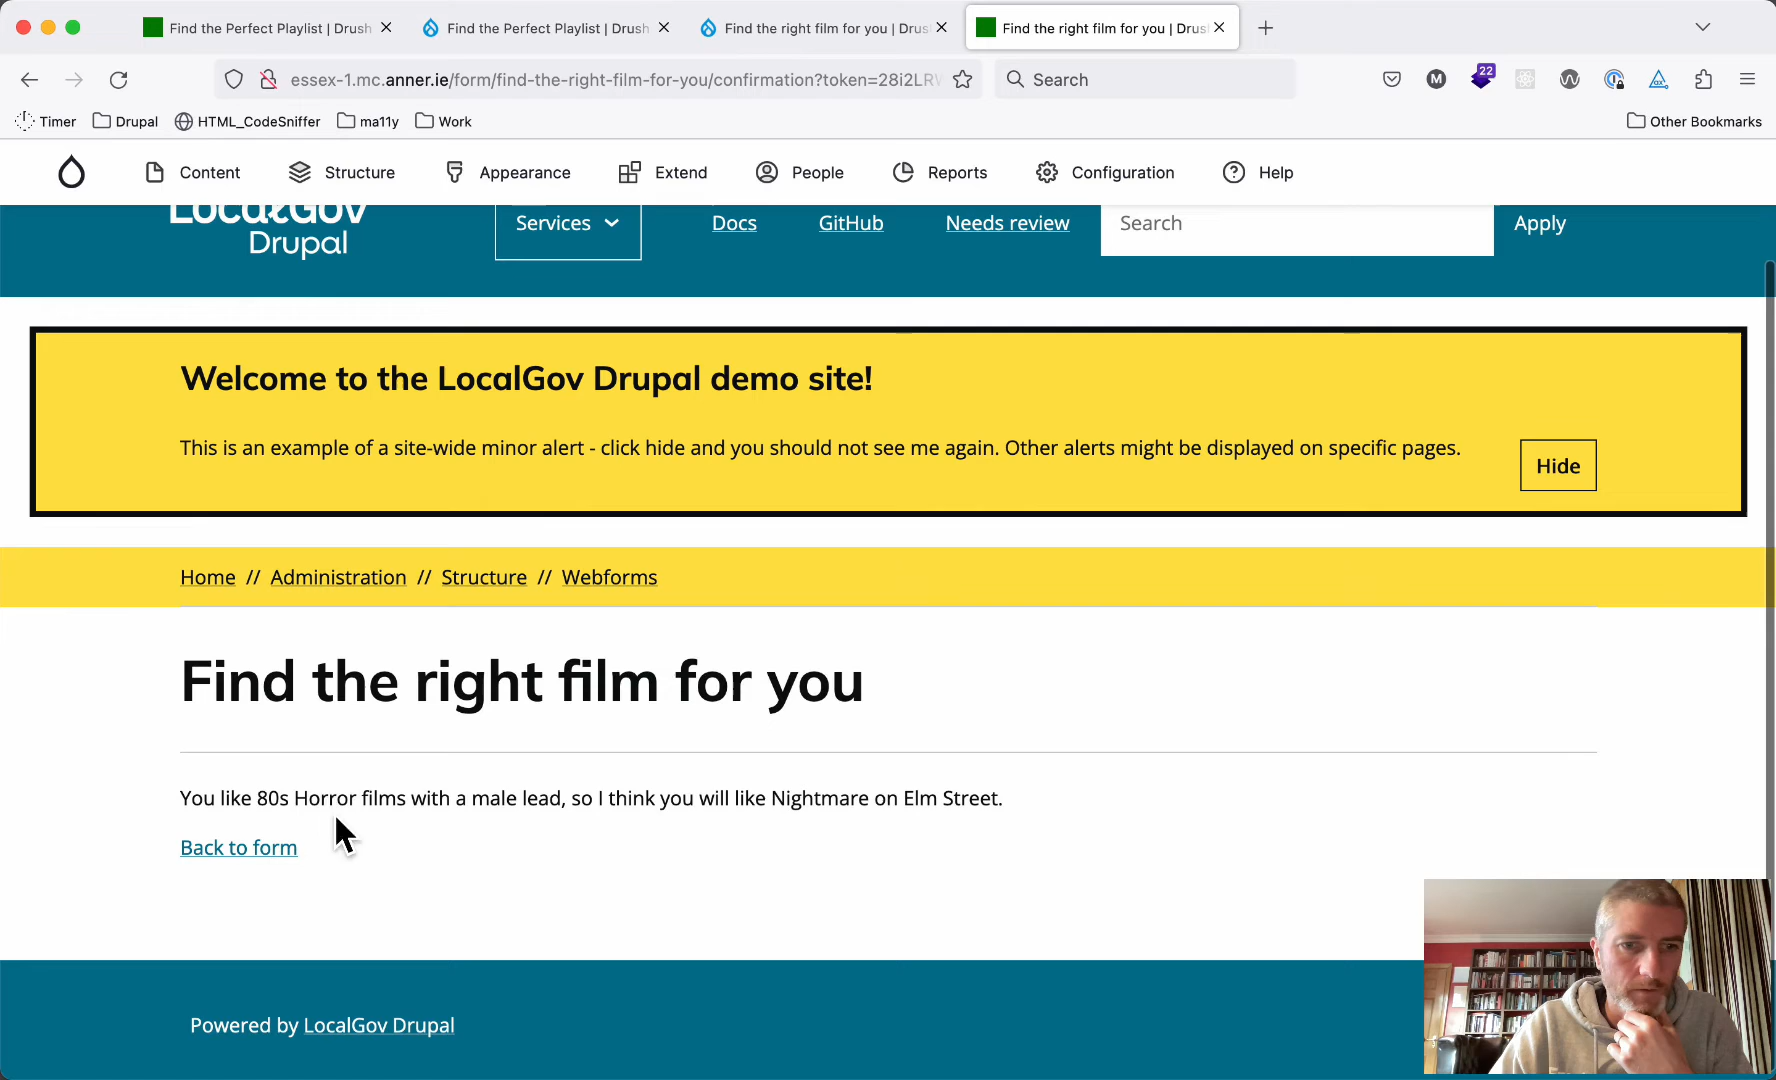 Find the Perfect Playlist | Drush
Find the Perfect Playlist | Drush
Find the right film for you | Drus
Find the right film for you | Drus
essex-1.mc.anner.ie/form/find-the-right-film-for-you/confirmation?token=28i2LRW
Search
M
22
Timer
Drupal
HTML_CodeSniffer
ma11y
Work
Other Bookmarks
Content
Structure
Appearance
Extend
People
Reports
Configuration
Help
LocalGov
Drupal
Services
Docs
GitHub
Needs review
Search
Apply
Welcome to the LocalGov Drupal demo site!
This is an example of a site-wide minor alert - click hide and you should not see me again. Other alerts might be displayed on specific pages.
Hide
Home // Administration // Structure // Webforms
Find the right film for you
You like 80s Horror films with a male lead, so I think you will like Nightmare on Elm Street.
Back to form
Powered by LocalGov Drupal